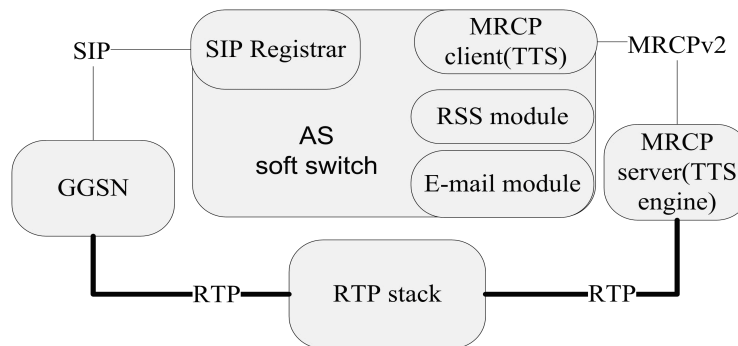 SIP
SIP Registrar
MRCP
client(TTS)
MRCPv2
RSS module
AS
soft switch
E-mail module
GGSN
MRCP
server(TTS
engine)
RTP
RTP stack
RTP